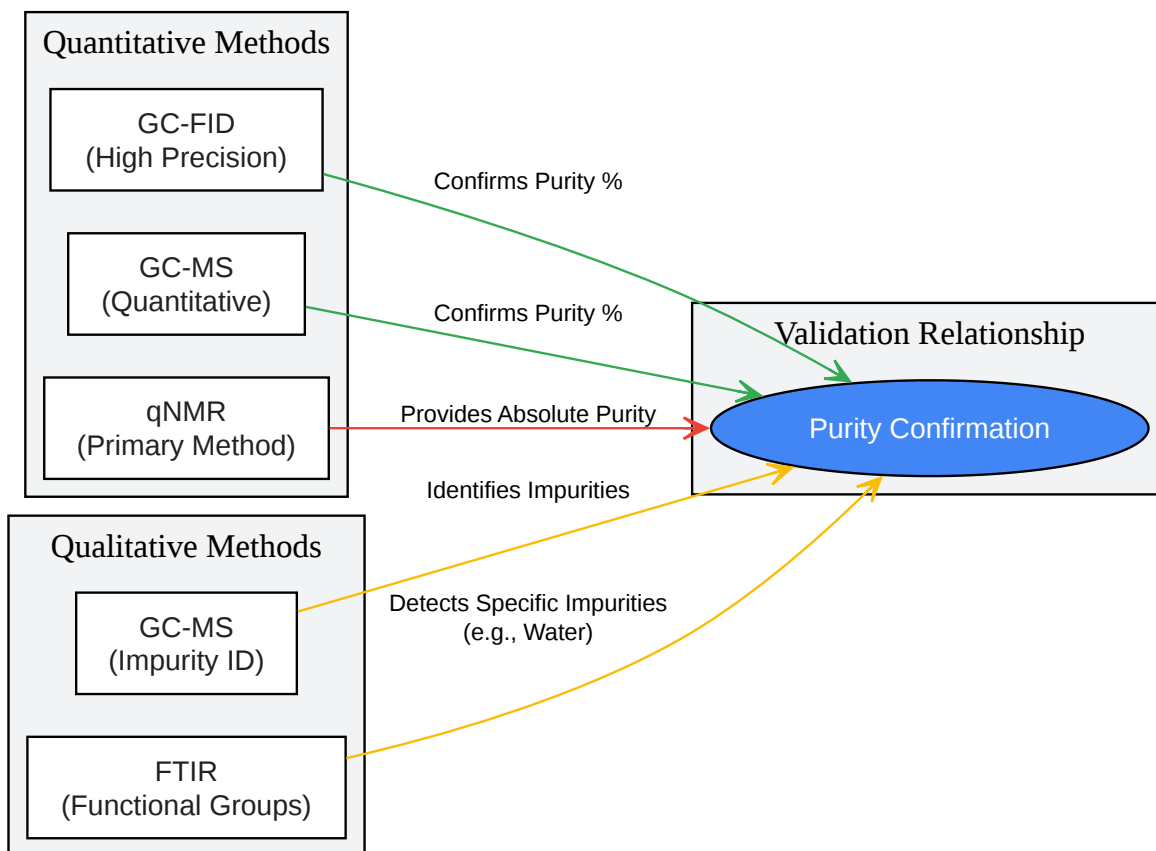 Quantitative Methods
GC-FID
(High Precision)
Confirms Purity %
GC-MS
(Quantitative)
Confirms Purity %
Validation Relationship
qNMR
(Primary Method)
Provides Absolute Purity
Purity Confirmation
Identifies Impurities
Qualitative Methods
GC-MS
(Impurity ID)
Detects Specific Impurities
(e.g., Water)
FTIR
(Functional Groups)